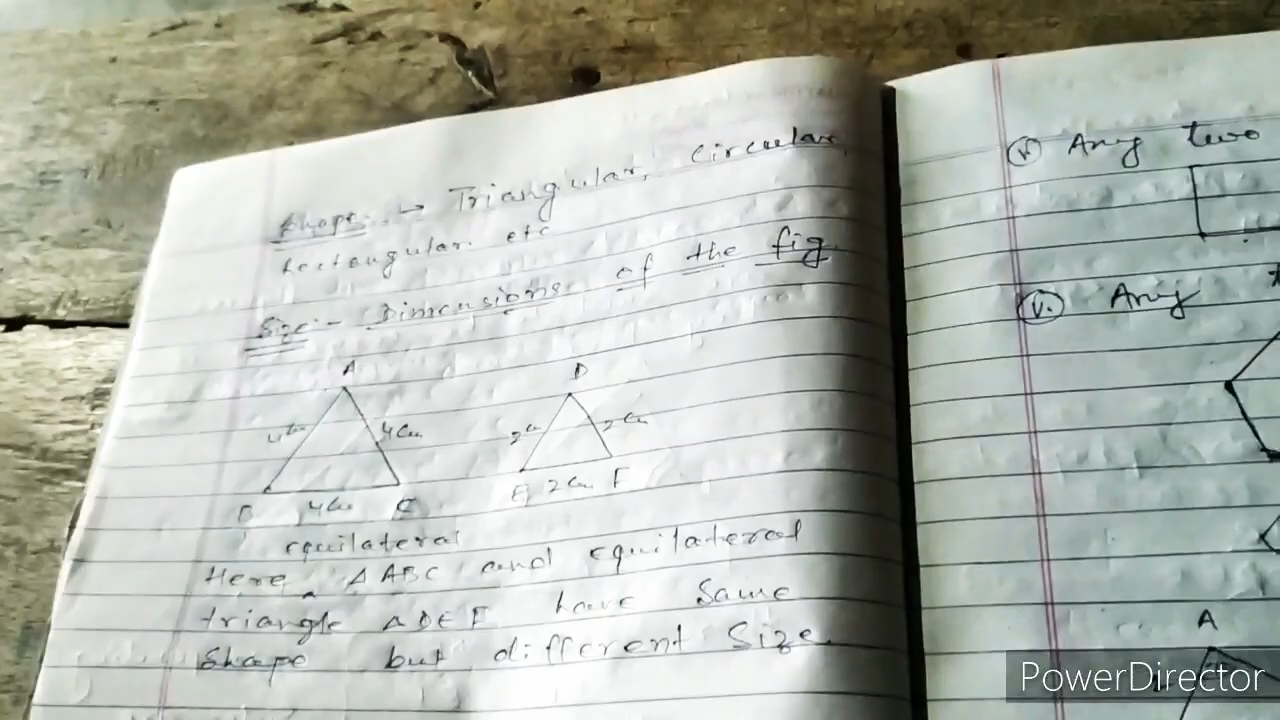 Shape → Triangular, Circular,
Rectangular etc
Size:- Dimensions of the fig.
A
4cm
4cm
B
4cm
C
D
2cm
2cm
E
2cm
F
equilateral
Here, Δ ABC and equilateral
triangle ΔDEF have same
Shape but different Size.
Any two
(v.) Any
A
PowerDirector